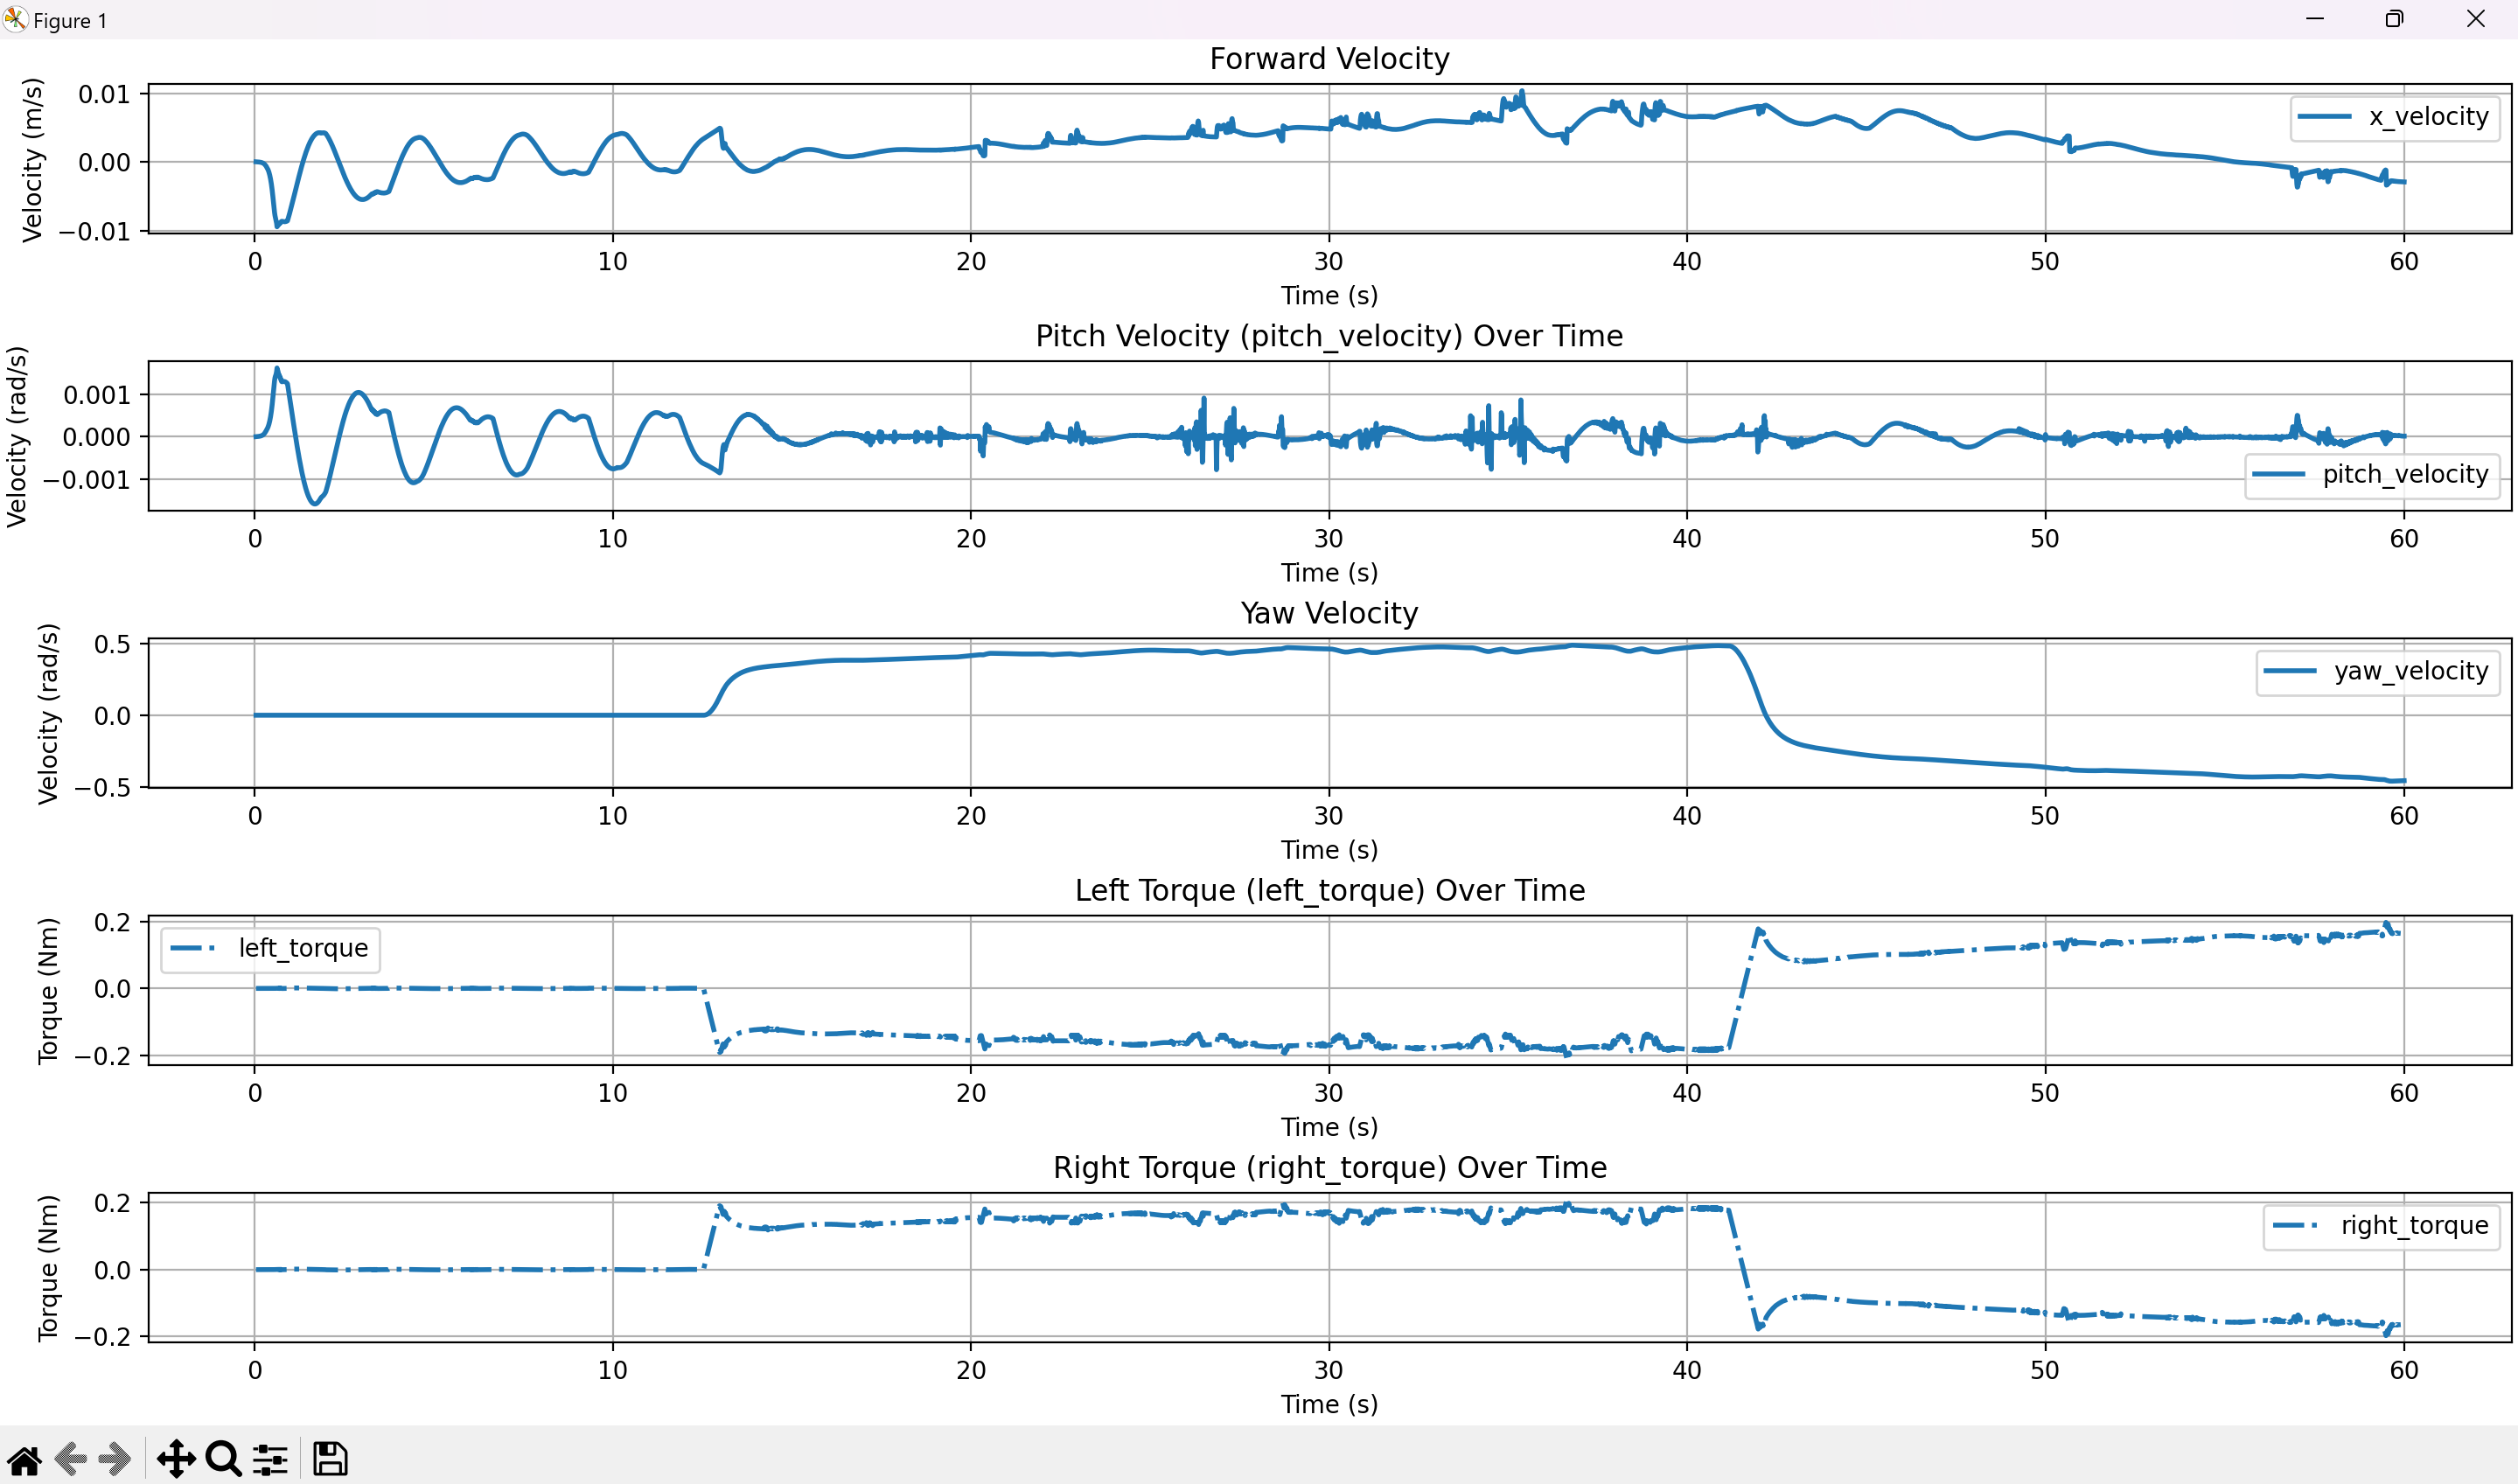 Figure 1
Forward Velocity
Velocity (m/s)
0.01
0.00
−0.01
x_velocity
0 10 20 30 40 50 60
Time (s)
Pitch Velocity (pitch_velocity) Over Time
Velocity (rad/s)
0.001
0.000
−0.001
pitch_velocity
0 10 20 30 40 50 60
Time (s)
Yaw Velocity
Velocity (rad/s)
0.5
0.0
−0.5
yaw_velocity
0 10 20 30 40 50 60
Time (s)
Left Torque (left_torque) Over Time
Torque (Nm)
0.2
0.0
−0.2
left_torque
0 10 20 30 40 50 60
Time (s)
Right Torque (right_torque) Over Time
Torque (Nm)
0.2
0.0
−0.2
right_torque
0 10 20 30 40 50 60
Time (s)